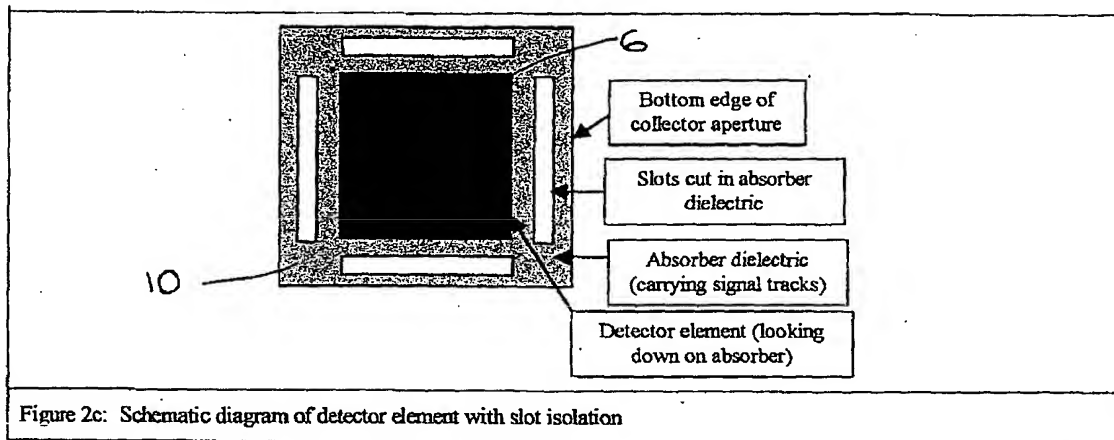 6
Bottom edge of
collector aperture
Slots cut in absorber
dielectric
Absorber dielectric
(carrying signal tracks)
10
Detector element (looking
down on absorber)
Figure 2c: Schematic diagram of detector element with slot isolation